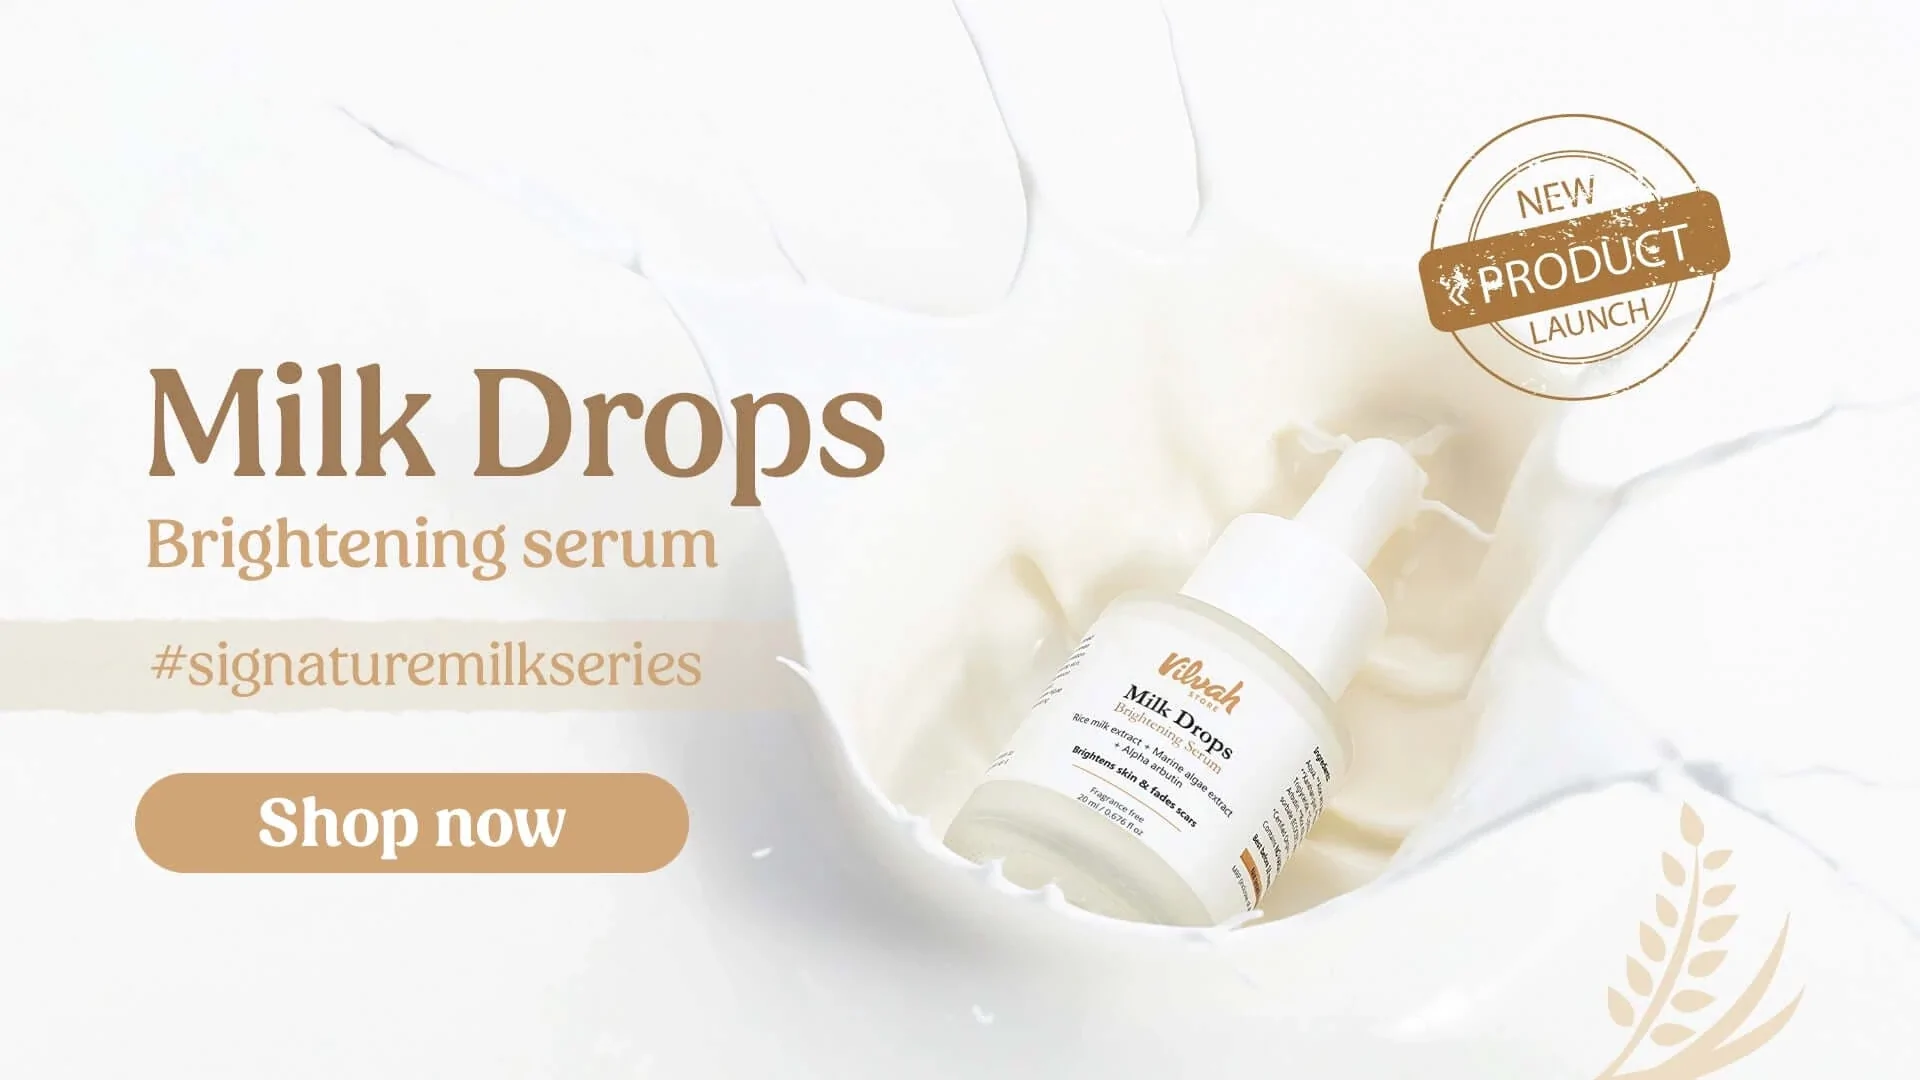 NEW
PRODUCT
LAUNCH
Milk Drops
Brightening serum
#signaturemilkseries
Shop now
Vilvah
STORE
Milk Drops
Brightening Serum
Rice milk extract + Marine algae extract
+ Alpha arbutin
Brightens skin & fades scars
Fragrance free
20 ml / 0.676 fl oz
Ingredients